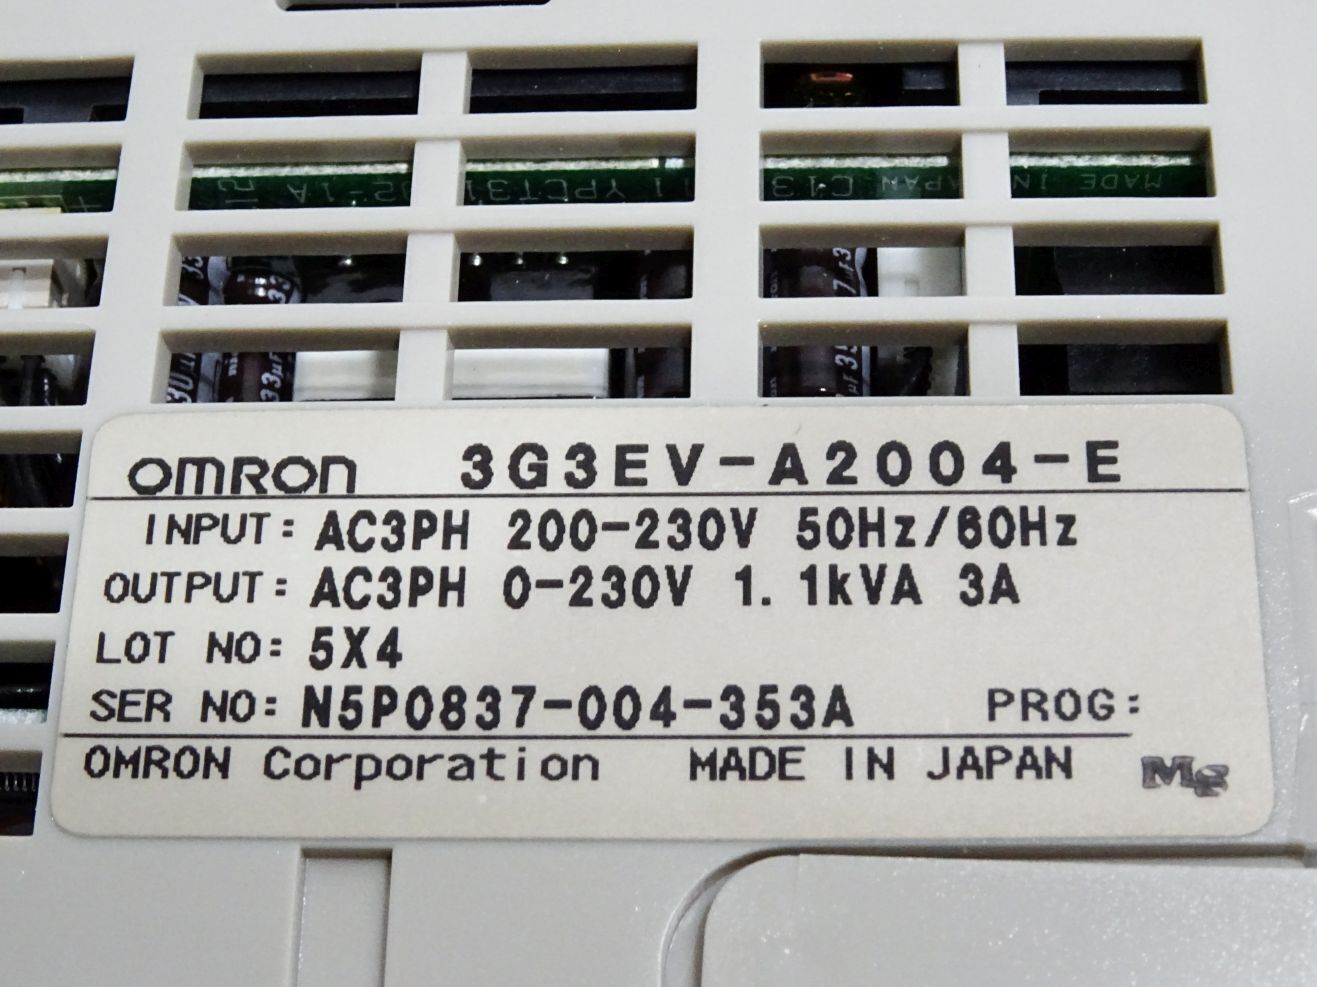 OMRON 3G3EV-A2004-E
INPUT: AC3PH 200-230V 50Hz/60Hz
OUTPUT: AC3PH 0-230V 1.1kVA 3A
LOT NO: 5X4
SER NO: N5P0837-004-353A PROG:
OMRON Corporation MADE IN JAPAN